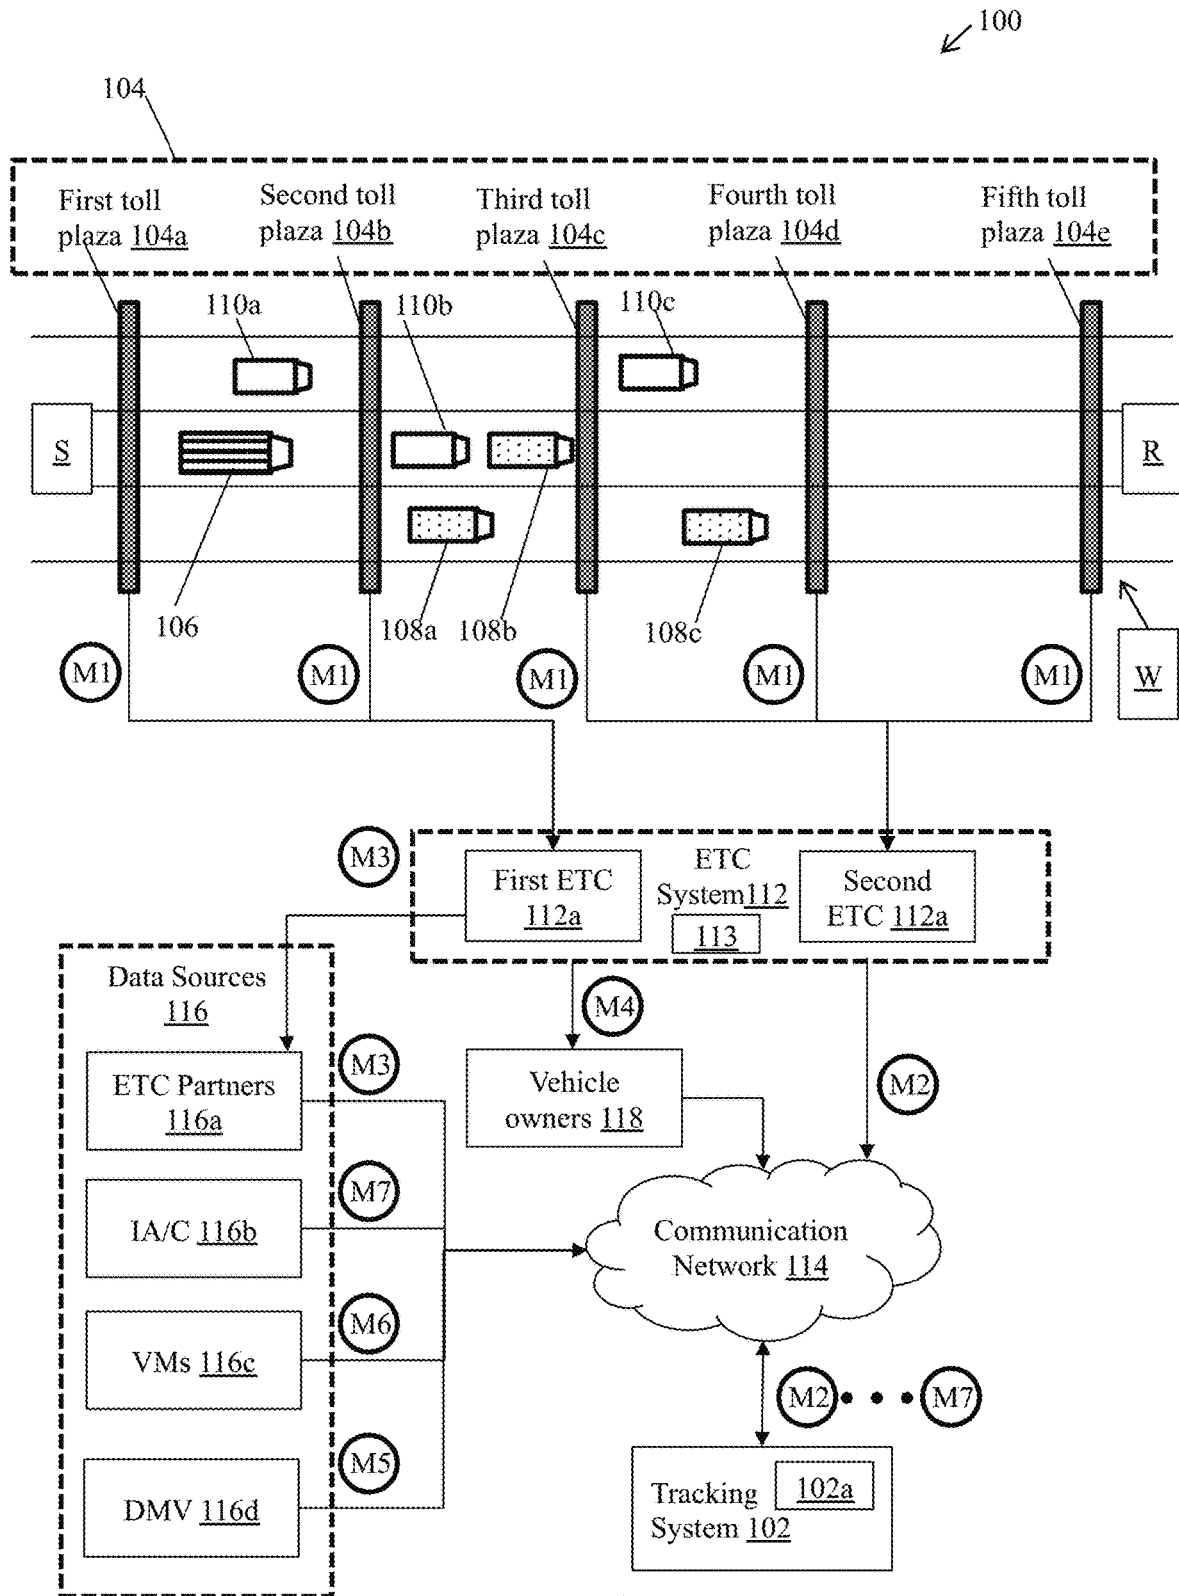 100
104
First toll
plaza 104a
Second toll
plaza 104b
Third toll
plaza 104c
Fourth toll
plaza 104d
Fifth toll
plaza 104e
110a
110b
110c
S
R
106
108a
108b
108c
M1
M1
M1
M1
M1
W
M3
First ETC
112a
ETC
System112
113
Second
ETC 112a
Data Sources
116
M4
ETC Partners
116a
M3
Vehicle
owners 118
M2
IA/C 116b
M7
Communication
Network 114
VMs 116c
M6
M2 • • • M7
DMV 116d
M5
Tracking
System 102
102a